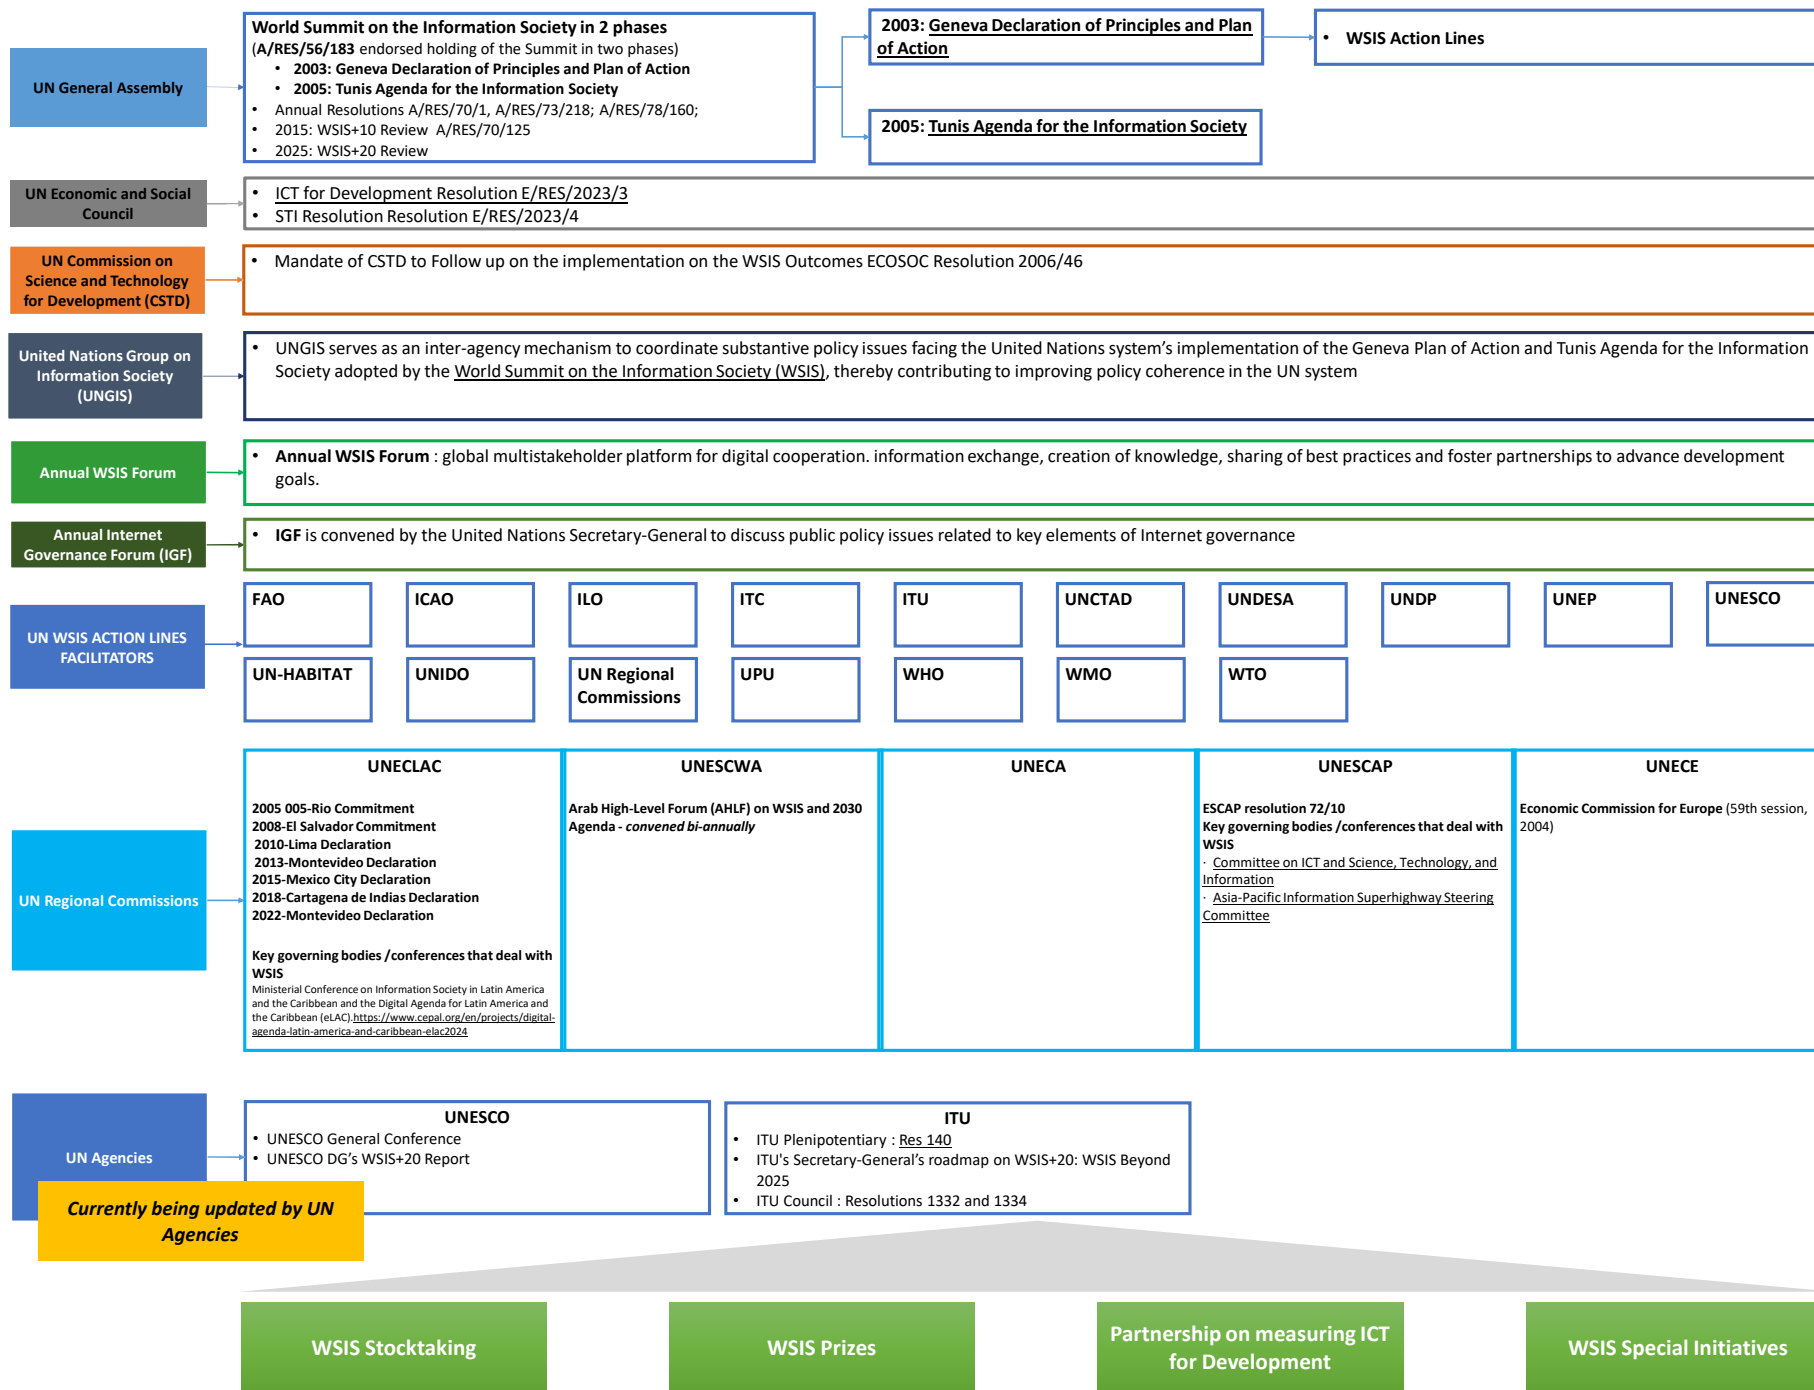 UN General Assembly
World Summit on the Information Society in 2 phases
(A/RES/56/183 endorsed holding of the Summit in two phases)
• 2003: Geneva Declaration of Principles and Plan of Action
• 2005: Tunis Agenda for the Information Society
• Annual Resolutions A/RES/70/1, A/RES/73/218; A/RES/78/160;
• 2015: WSIS+10 Review A/RES/70/125
• 2025: WSIS+20 Review
2003: Geneva Declaration of Principles and Plan
of Action
• WSIS Action Lines
2005: Tunis Agenda for the Information Society
UN Economic and Social
Council
• ICT for Development Resolution E/RES/2023/3
• STI Resolution Resolution E/RES/2023/4
UN Commission on
Science and Technology
for Development (CSTD)
• Mandate of CSTD to Follow up on the implementation on the WSIS Outcomes ECOSOC Resolution 2006/46
United Nations Group on
Information Society
(UNGIS)
• UNGIS serves as an inter-agency mechanism to coordinate substantive policy issues facing the United Nations system's implementation of the Geneva Plan of Action and Tunis Agenda for the Information
Society adopted by the World Summit on the Information Society (WSIS), thereby contributing to improving policy coherence in the UN system
Annual WSIS Forum
• Annual WSIS Forum : global multistakeholder platform for digital cooperation. information exchange, creation of knowledge, sharing of best practices and foster partnerships to advance development
goals.
Annual Internet
Governance Forum (IGF)
• IGF is convened by the United Nations Secretary-General to discuss public policy issues related to key elements of Internet governance
UN WSIS ACTION LINES
FACILITATORS
FAO
ICAO
ILO
ITC
ITU
UNCTAD
UNDESA
UNDP
UNEP
UNESCO
UN-HABITAT
UNIDO
UN Regional
Commissions
UPU
WHO
WMO
WTO
UN Regional Commissions
UNECLAC
2005 005-Rio Commitment
2008-El Salvador Commitment
2010-Lima Declaration
2013-Montevideo Declaration
2015-Mexico City Declaration
2018-Cartagena de Indias Declaration
2022-Montevideo Declaration
Key governing bodies /conferences that deal with
WSIS
Ministerial Conference on Information Society in Latin America
and the Caribbean and the Digital Agenda for Latin America and
the Caribbean (eLAC).https://www.cepal.org/en/projects/digital-
agenda-latin-america-and-caribbean-elac2024
UNESCWA
Arab High-Level Forum (AHLF) on WSIS and 2030
Agenda - convened bi-annually
UNECA
UNESCAP
ESCAP resolution 72/10
Key governing bodies /conferences that deal with
WSIS
· Committee on ICT and Science, Technology, and
Information
· Asia-Pacific Information Superhighway Steering
Committee
UNECE
Economic Commission for Europe (59th session,
2004)
UN Agencies
Currently being updated by UN
Agencies
UNESCO
• UNESCO General Conference
• UNESCO DG's WSIS+20 Report
ITU
• ITU Plenipotentiary : Res 140
• ITU's Secretary-General's roadmap on WSIS+20: WSIS Beyond
2025
• ITU Council : Resolutions 1332 and 1334
WSIS Stocktaking
WSIS Prizes
Partnership on measuring ICT
for Development
WSIS Special Initiatives